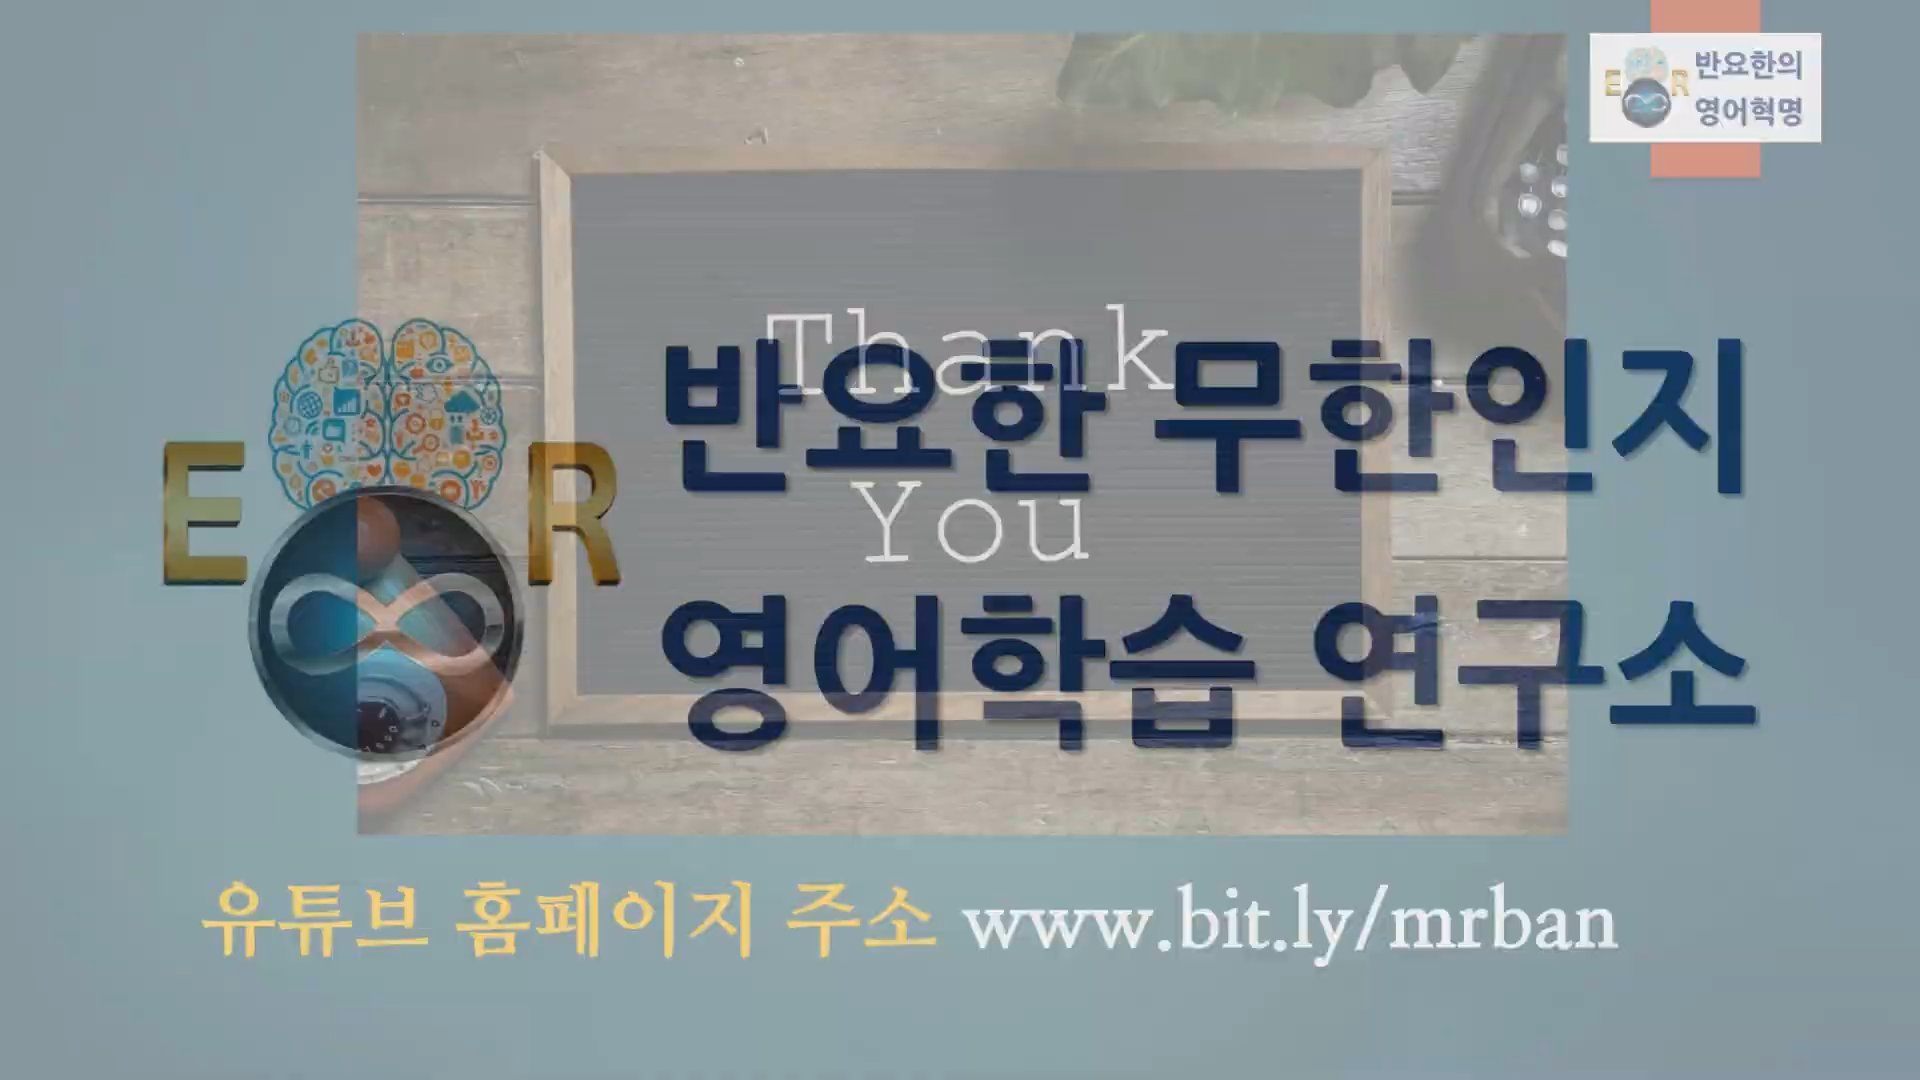 반요한의
영어혁명
E R
Thank
You
E R
반요한 무한인지
영어학습 연구소
유튜브 홈페이지 주소 www.bit.ly/mrban